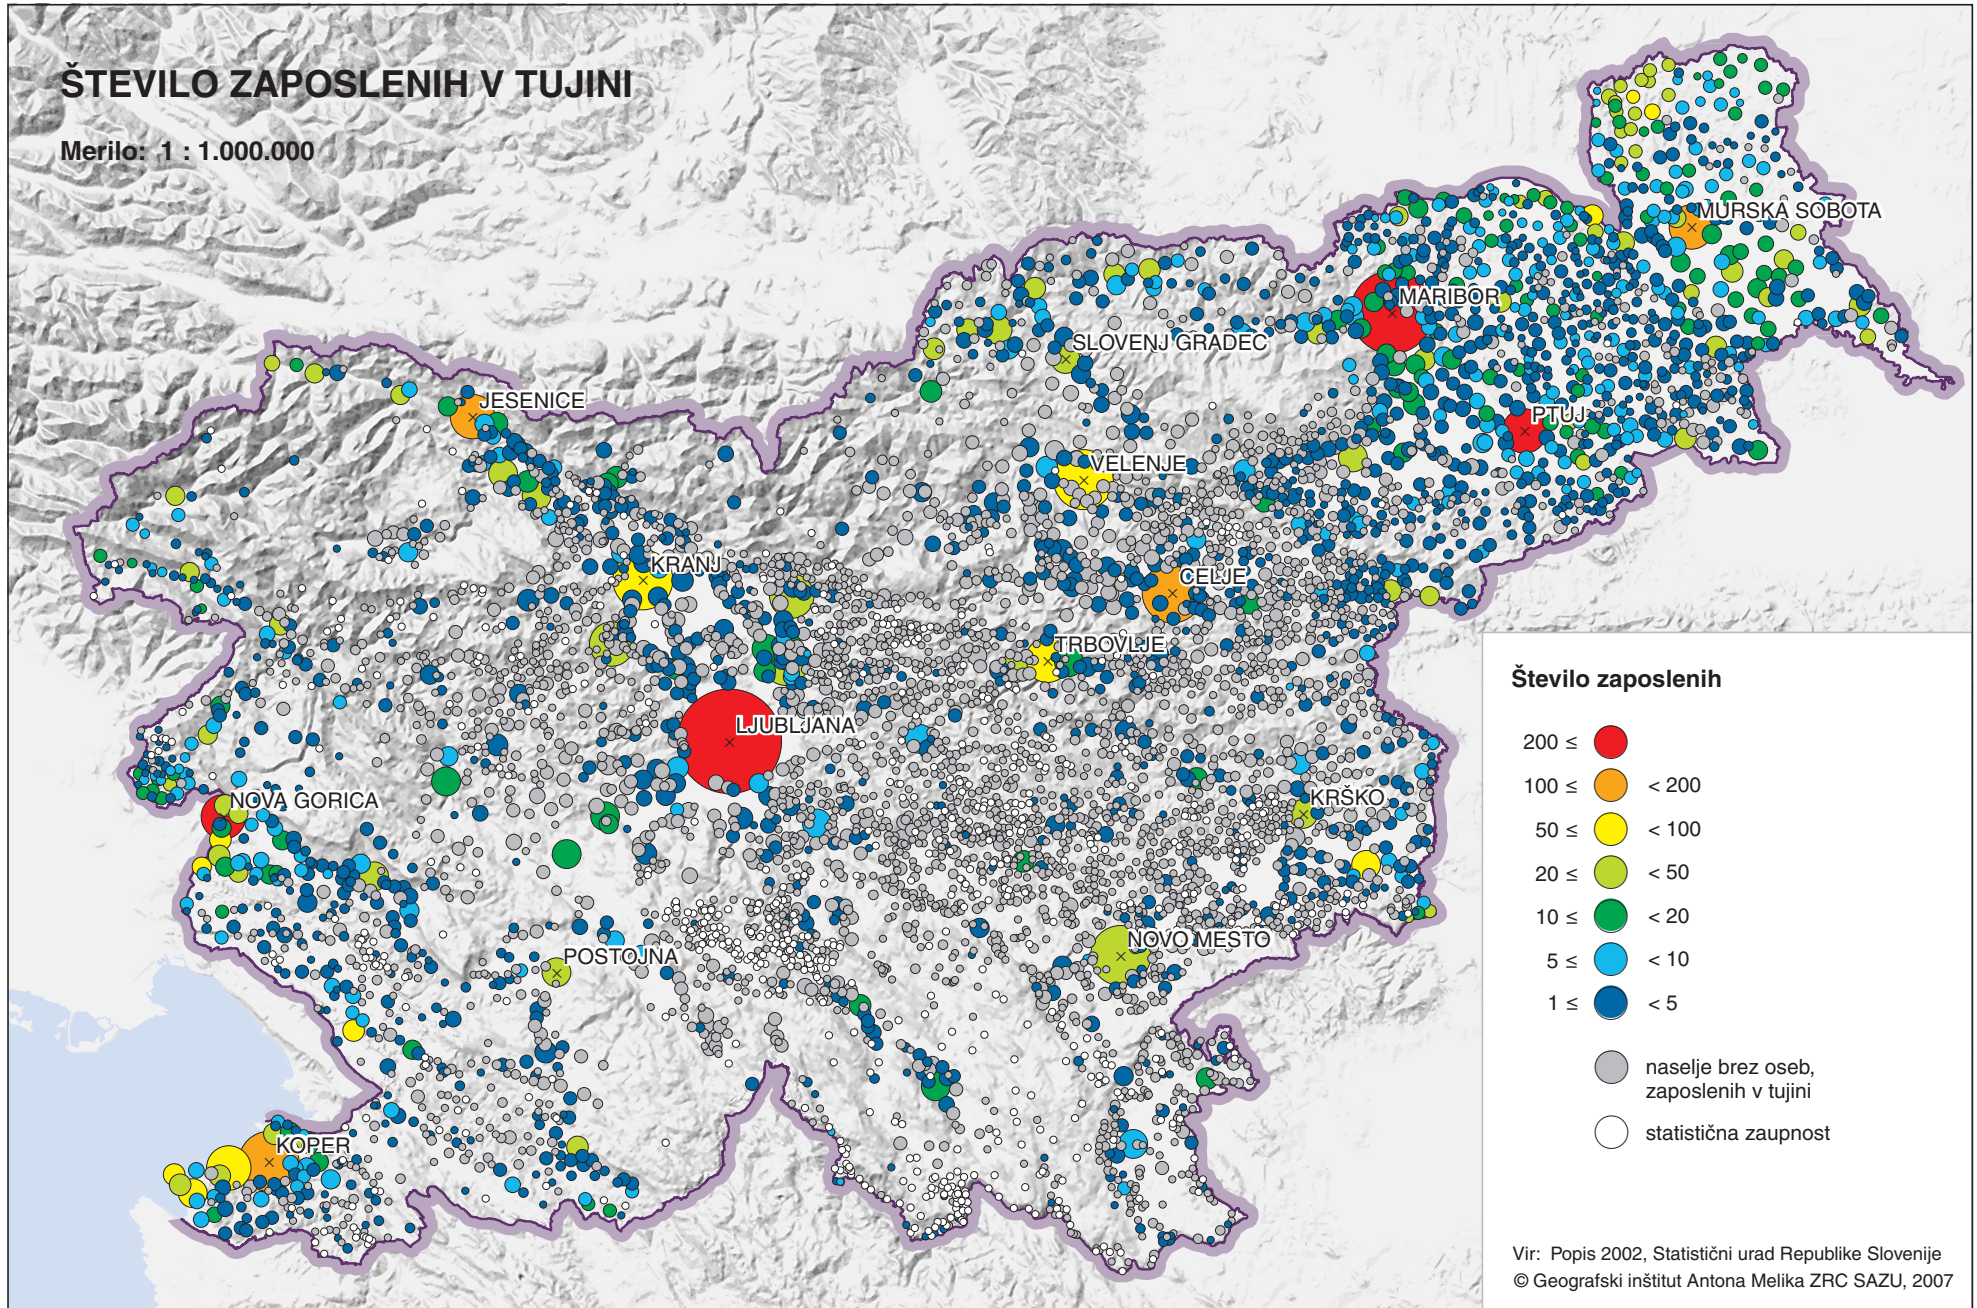 ŠTEVILO ZAPOSLENIH V TUJINI
Merilo: 1 : 1.000.000
MURSKA SOBOTA
MARIBOR
SLOVENJ GRADEC
JESENICE
PTUJ
VELENJE
KRANJ
CELJE
TRBOVLJE
LJUBLJANA
NOVA GORICA
KRŠKO
NOVO MESTO
POSTOJNA
KOPER
Število zaposlenih
200 ≤
100 ≤ < 200
50 ≤ < 100
20 ≤ < 50
10 ≤ < 20
5 ≤ < 10
1 ≤ < 5
naselje brez oseb,
zaposlenih v tujini
statistična zaupnost
Vir: Popis 2002, Statistični urad Republike Slovenije
© Geografski inštitut Antona Melika ZRC SAZU, 2007